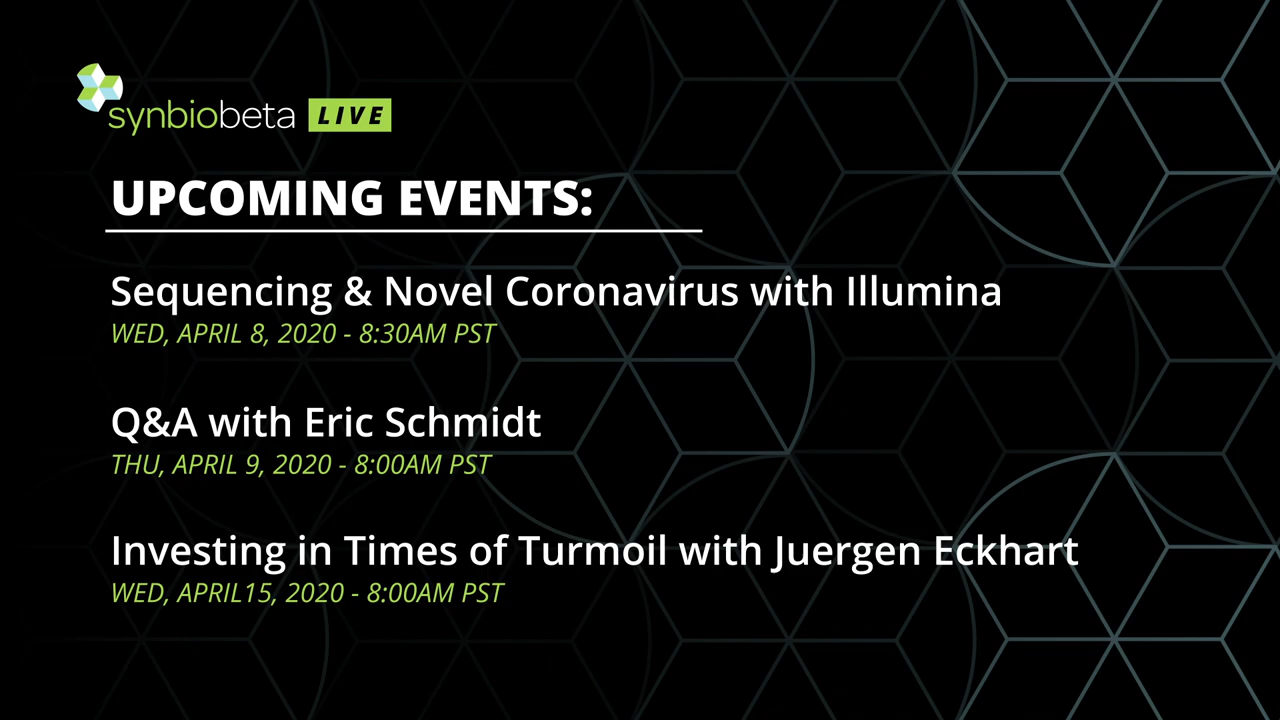 synbiobeta LIVE
UPCOMING EVENTS:
Sequencing & Novel Coronavirus with Illumina
WED, APRIL 8, 2020 - 8:30AM PST
Q&A with Eric Schmidt
THU, APRIL 9, 2020 - 8:00AM PST
Investing in Times of Turmoil with Juergen Eckhart
WED, APRIL15, 2020 - 8:00AM PST